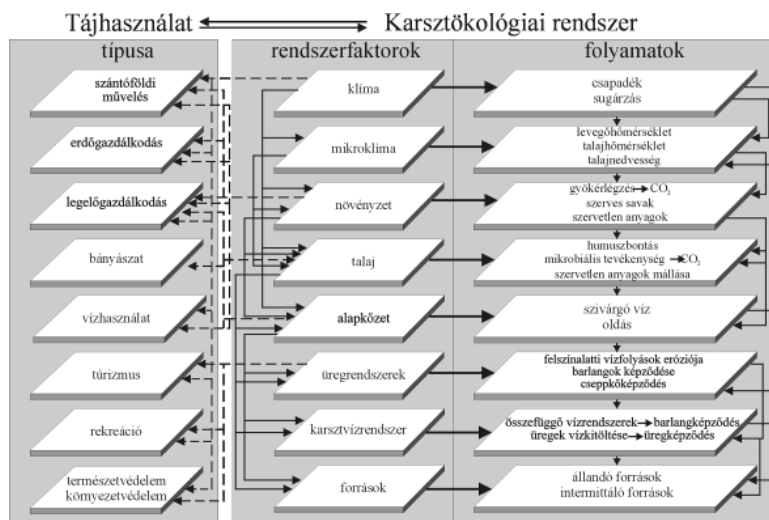 Tájhasználat
Karsztökológiai rendszer
típusa
rendszerfaktorok
folyamatok
szántóföldi
művelés
erdőgazdálkodás
legelőgazdálkodás
bányászat
vízhasználat
túrizmus
rekreáció
természetvédelem
környezetvédelem
klíma
mikroklíma
növényzet
talaj
alapkőzet
üregrendszerek
karsztvízrendszer
források
csapadék
sugárzás
levegőhőmérséklet
talajhőmérséklet
talajnedvesség
gyökérlégzés→CO₂
szerves savak
szervetlen anyagok
humuszbontás
mikrobiális tevékenység→CO₂
szervetlen anyagok mállása
szivárgó víz
oldás
felszínalatti vízfolyások eróziója
barlangok képződése
cseppkőképződés
összefüggő vízrendszerek→barlangképződés
üregek vízkitöltése→üregképződés
állandó források
intermittáló források